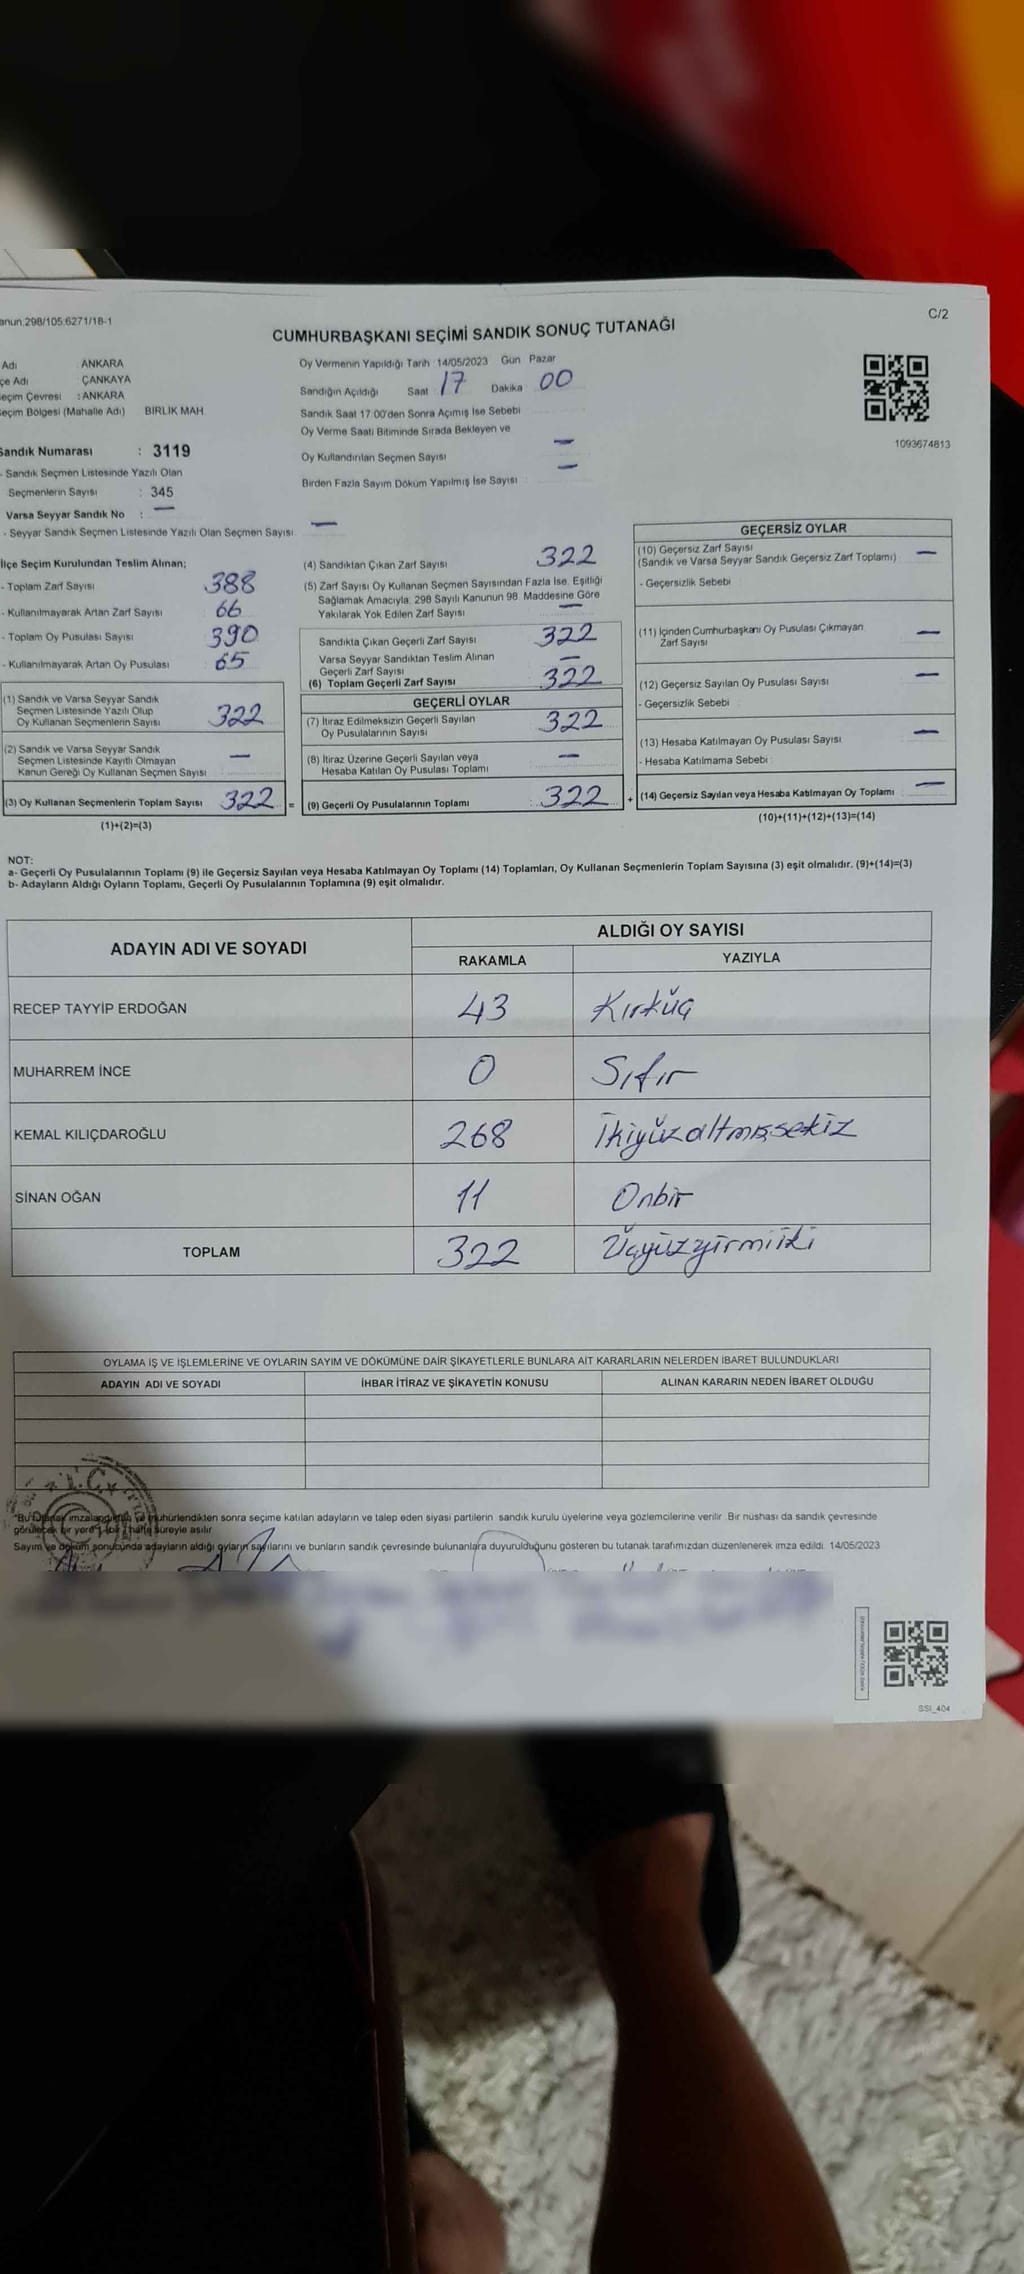 anun:298/105:6271/18-1
C/2
CUMHURBAŞKANI SEÇİMİ SANDIK SONUÇ TUTANAĞI
Adı ANKARA
çe Adı ÇANKAYA
eçim Çevresi : ANKARA
eçim Bölgesi (Mahalle Adı) BİRLİK MAH.
Oy Vermenin Yapıldığı Tarih :14/05/2023 Gün Pazar
Sandığın Açıldığı Saat 17 Dakika 00
Sandık Saat 17:00'den Sonra Açımış İse Sebebi
Oy Verme Saati Bitiminde Sırada Bekleyen ve
Oy Kullandırılan Seçmen Sayısı —
Birden Fazla Sayım Döküm Yapılmış İse Sayısı : —
1093674813
Sandık Numarası : 3119
- Sandık Seçmen Listesinde Yazılı Olan
Seçmenlerin Sayısı : 345
Varsa Seyyar Sandık No : —
- Seyyar Sandık Seçmen Listesinde Yazılı Olan Seçmen Sayısı —
İlçe Seçim Kurulundan Teslim Alınan;
- Toplam Zarf Sayısı : 388
- Kullanılmayarak Artan Zarf Sayısı : 66
- Toplam Oy Pusulası Sayısı : 390
- Kullanılmayarak Artan Oy Pusulası : 65
(1) Sandık ve Varsa Seyyar Sandık
Seçmen Listesinde Yazılı Olup
Oy Kullanan Seçmenlerin Sayısı : 322
(2) Sandık ve Varsa Seyyar Sandık
Seçmen Listesinde Kayıtlı Olmayan
Kanun Gereği Oy Kullanan Seçmen Sayısı : —
(3) Oy Kullanan Seçmenlerin Toplam Sayısı : 322 =
(1)+(2)=(3)
(4) Sandıktan Çıkan Zarf Sayısı 322
(5) Zarf Sayısı Oy Kullanan Seçmen Sayısından Fazla İse, Eşitliği
Sağlamak Amacıyla, 298 Sayılı Kanunun 98. Maddesine Göre
Yakılarak Yok Edilen Zarf Sayısı —
Sandıkta Çıkan Geçerli Zarf Sayısı 322
Varsa Seyyar Sandıktan Teslim Alınan
Geçerli Zarf Sayısı —
(6) Toplam Geçerli Zarf Sayısı 322
GEÇERLİ OYLAR
(7) İtiraz Edilmeksizin Geçerli Sayılan
Oy Pusulalarının Sayısı : 322
(8) İtiraz Üzerine Geçerli Sayılan veya
Hesaba Katılan Oy Pusulası Toplamı : —
(9) Geçerli Oy Pusulalarının Toplamı : 322 +
GEÇERSİZ OYLAR
(10) Geçersiz Zarf Sayısı
(Sandık ve Varsa Seyyar Sandık Geçersiz Zarf Toplamı) : —
- Geçersizlik Sebebi
(11) İçinden Cumhurbaşkanı Oy Pusulası Çıkmayan
Zarf Sayısı —
(12) Geçersiz Sayılan Oy Pusulası Sayısı —
- Geçersizlik Sebebi
(13) Hesaba Katılmayan Oy Pusulası Sayısı —
- Hesaba Katılmama Sebebi
(14) Geçersiz Sayılan veya Hesaba Katılmayan Oy Toplamı : —
(10)+(11)+(12)+(13)=(14)
NOT:
a- Geçerli Oy Pusulalarının Toplamı (9) ile Geçersiz Sayılan veya Hesaba Katılmayan Oy Toplamı (14) Toplamları, Oy Kullanan Seçmenlerin Toplam Sayısına (3) eşit olmalıdır. (9)+(14)=(3)
b- Adayların Aldığı Oyların Toplamı, Geçerli Oy Pusulalarının Toplamına (9) eşit olmalıdır.
ADAYIN ADI VE SOYADI
ALDIĞI OY SAYISI
RAKAMLA YAZIYLA
RECEP TAYYİP ERDOĞAN 43 Kırküç
MUHARREM İNCE 0 Sıfır
KEMAL KILIÇDAROĞLU 268 İkiyüzaltmışsekiz
SİNAN OĞAN 11 Onbir
TOPLAM 322 Üçyüzyirmiiki
OYLAMA İŞ VE İŞLEMLERİNE VE OYLARIN SAYIM VE DÖKÜMÜNE DAİR ŞİKAYETLERLE BUNLARA AİT KARARLARIN NELERDEN İBARET BULUNDUKLARI
ADAYIN ADI VE SOYADI İHBAR İTİRAZ VE ŞİKAYETİN KONUSU ALINAN KARARIN NEDEN İBARET OLDUĞU
T.C.
*Bu tutanak imzalandıktan ve mühürlendikten sonra seçime katılan adayların ve talep eden siyasi partilerin sandık kurulu üyelerine veya gözlemcilerine verilir. Bir nüshası da sandık çevresinde
görülecek bir yere 1 (bir) hafta süreyle asılır.
Sayım ve döküm sonucunda adayların aldığı oyların sayılarını ve bunların sandık çevresinde bulunanlara duyurulduğunu gösteren bu tutanak tarafımızdan düzenlenerek imza edildi. 14/05/2023
SSİ_404